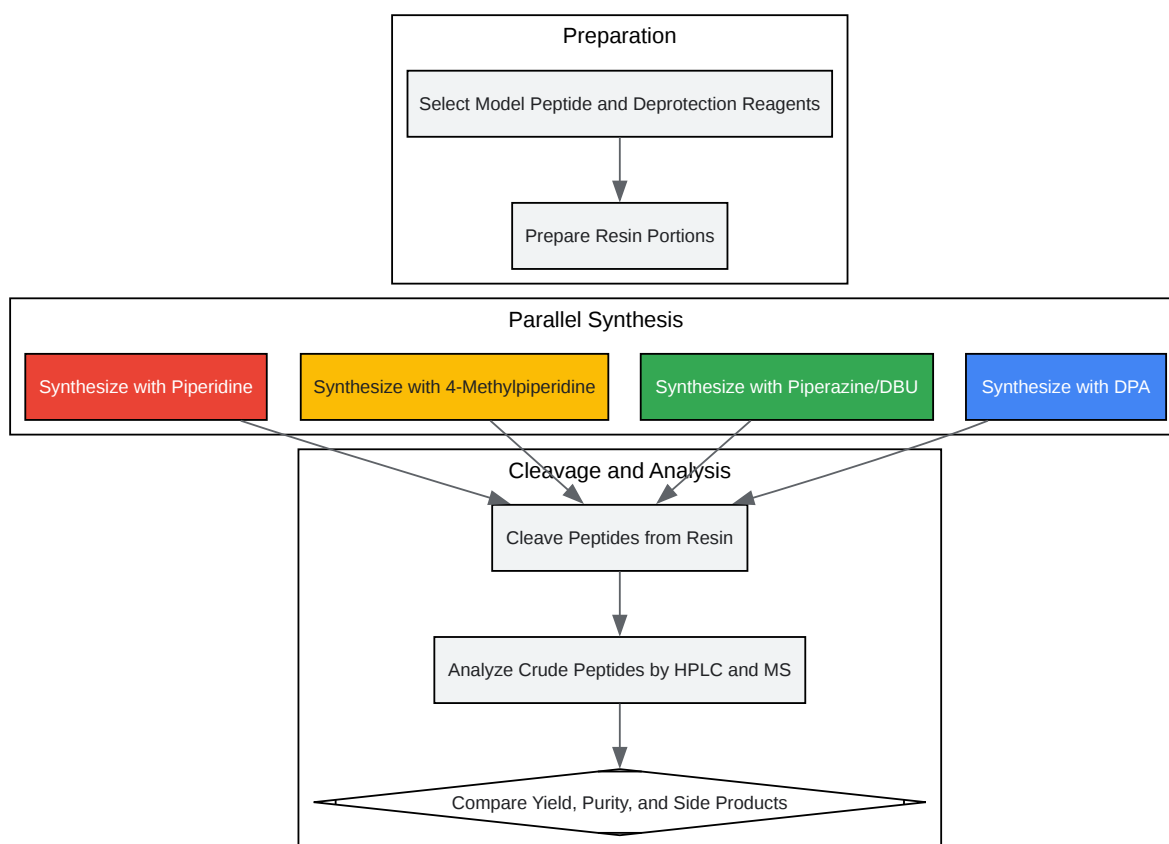 Preparation
Select Model Peptide and Deprotection Reagents
Prepare Resin Portions
Parallel Synthesis
Synthesize with Piperidine
Synthesize with 4-Methylpiperidine
Synthesize with Piperazine/DBU
Synthesize with DPA
Cleavage and Analysis
Cleave Peptides from Resin
Analyze Crude Peptides by HPLC and MS
Compare Yield, Purity, and Side Products